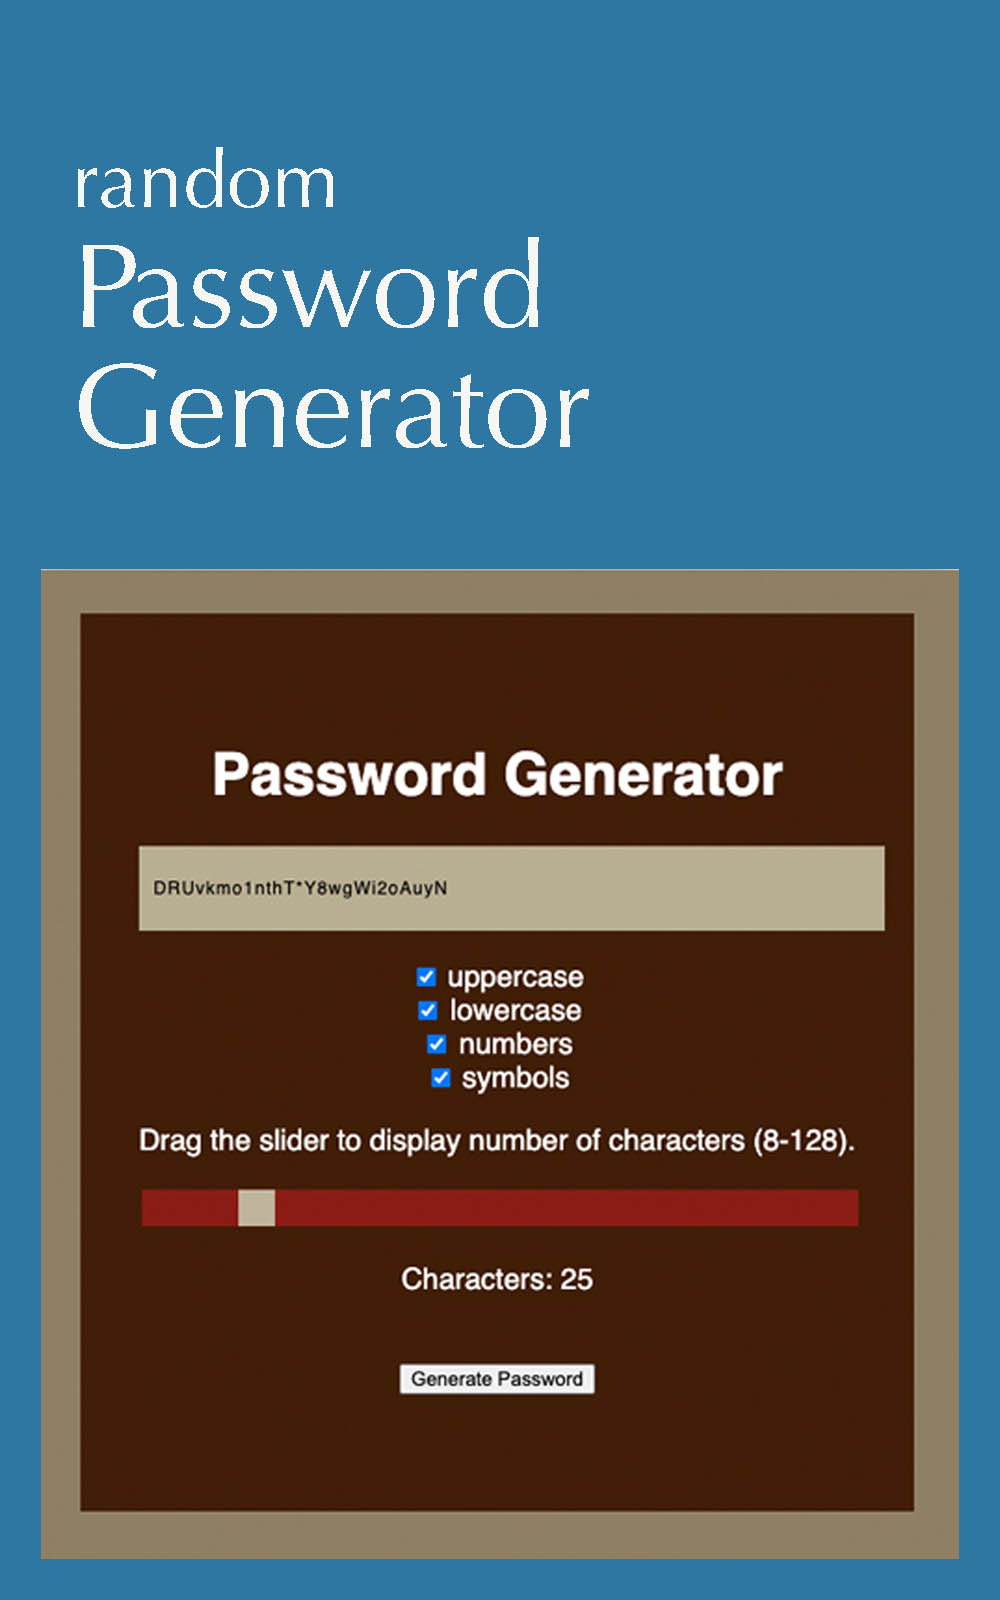 random
Password
Generator
Password Generator
DRUvkmo1nthT*Y8wgWi2oAuyN
uppercase
lowercase
numbers
symbols
Drag the slider to display number of characters (8-128).
Characters: 25
Generate Password